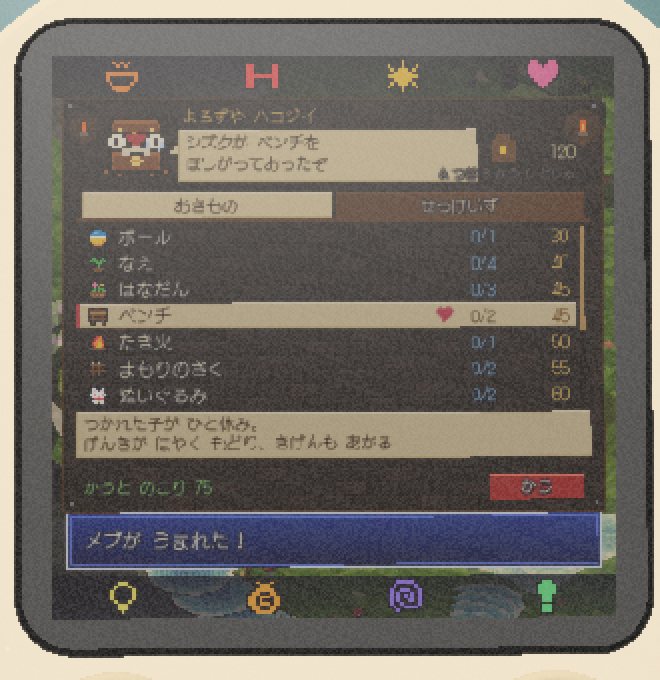 よろずや ハコジイ
シズクが ベンチを
ほしがっておったぞ
120
おきもの
せっけいず
ボール 0/1 30
なえ 0/4
はなだん 0/3 45
ベンチ 0/2 45
たき火 0/1 50
まもりのさく 0/2 55
ぬいぐるみ 0/2 60
つかれた子が ひと休み。
げんきが はやく もどり、きげんも あがる
かうと のこり 75
かう
メブが うまれた！